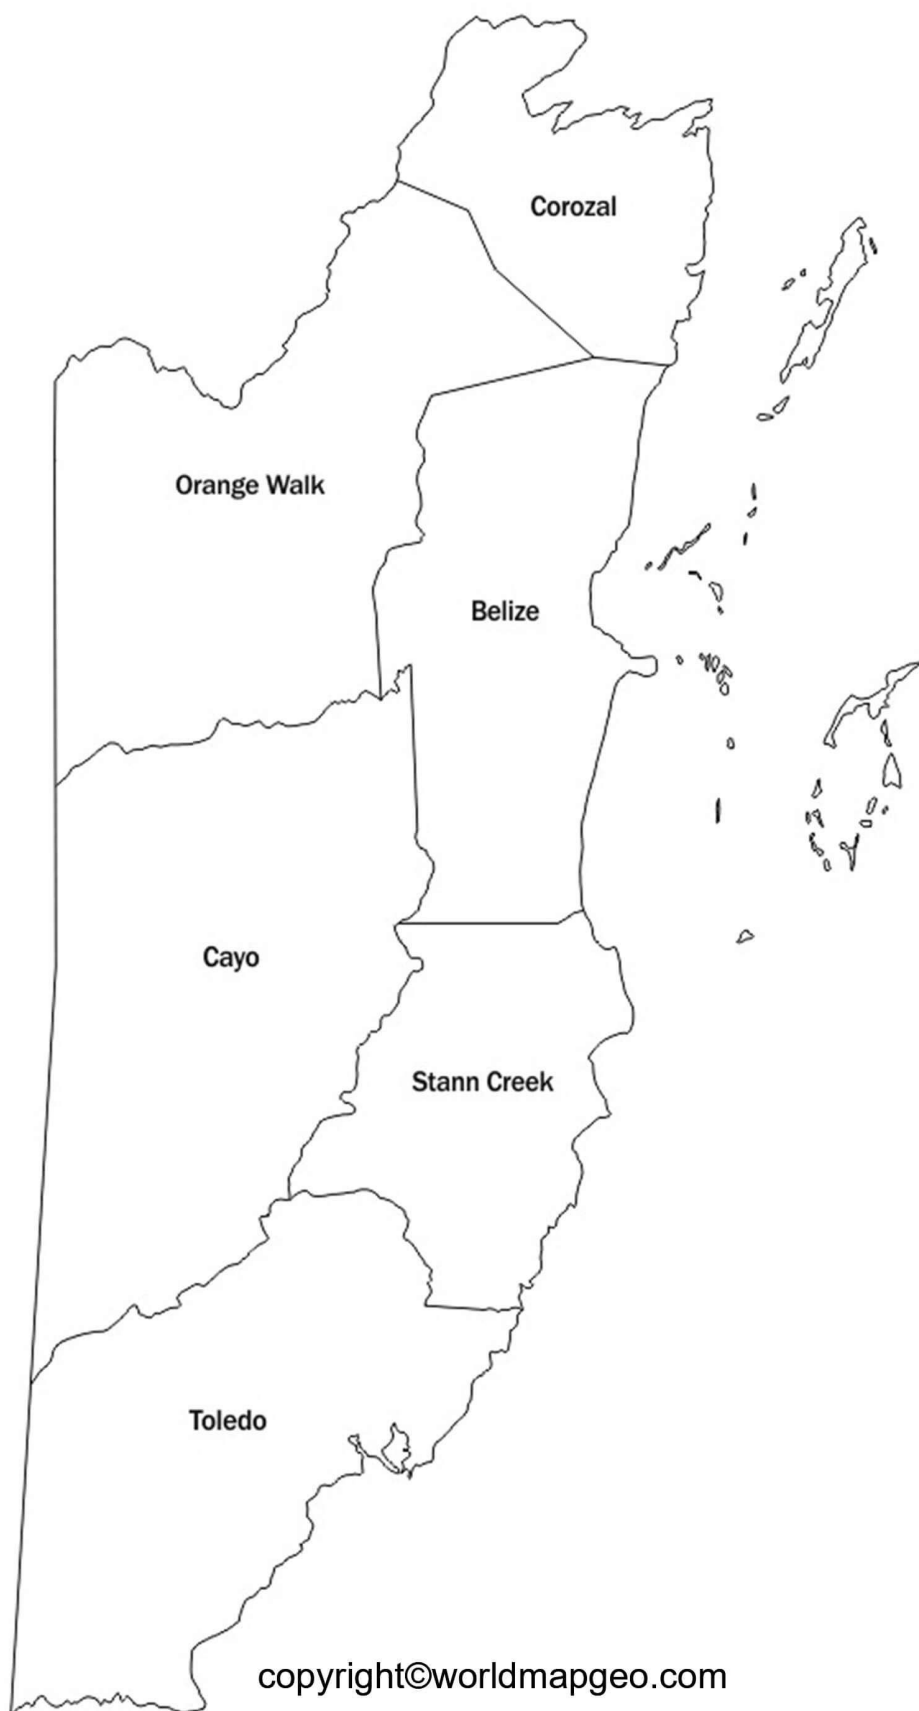 Corozal
Orange Walk
Belize
Cayo
Stann Creek
Toledo
copyright©worldmapgeo.com